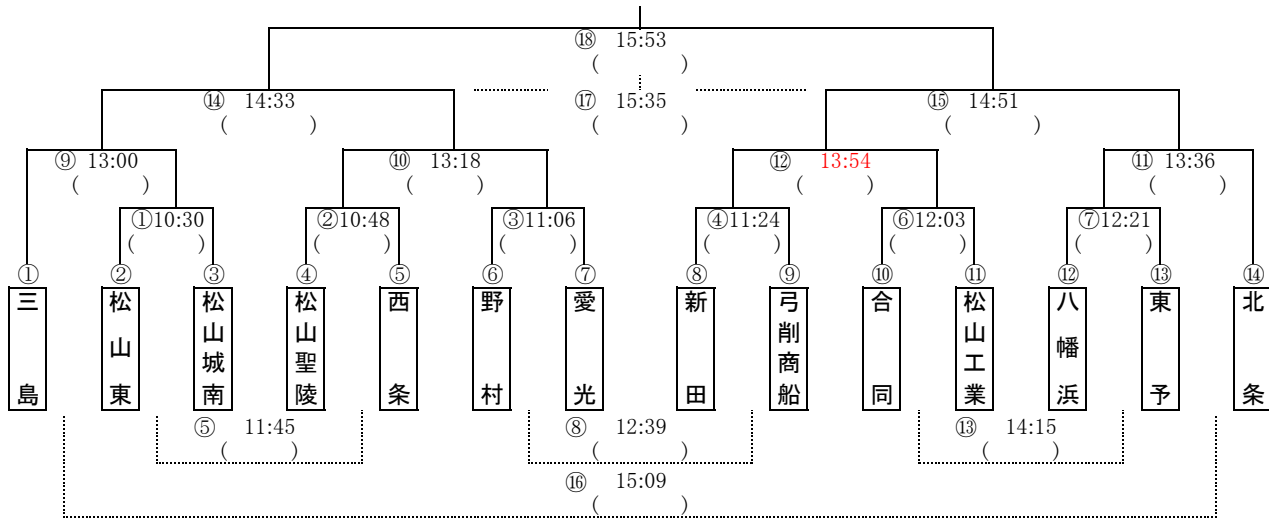 ⑱ 15:53
( )
⑭ 14:33 ⑰ 15:35 ⑮ 14:51
( ) ( ) ( )
⑨ 13:00 ⑩ 13:18 ⑫ 13:54 ⑪ 13:36
( ) ( ) ( ) ( )
①10:30 ②10:48 ③11:06 ④11:24 ⑥12:03 ⑦12:21
( ) ( ) ( ) ( ) ( ) ( )
① ② ③ ④ ⑤ ⑥ ⑦ ⑧ ⑨ ⑩ ⑪ ⑫ ⑬ ⑭
三島
松山東
松山城南
松山聖陵
西条
野村
愛光
新田
弓削商船
合同
松山工業
八幡浜
東予
北条
⑤ 11:45 ⑧ 12:39 ⑬ 14:15
( ) ( ) ( )
⑯ 15:09
( )